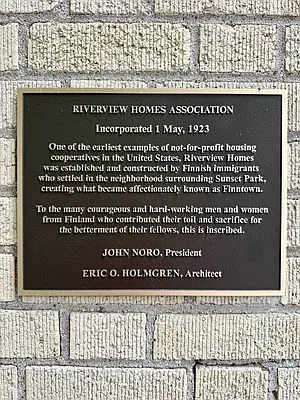 RIVERVIEW HOMES ASSOCIATION
Incorporated 1 May, 1923
One of the earliest examples of not-for-profit housing
cooperatives in the United States, Riverview Homes
was established and constructed by Finnish immigrants
who settled in the neighborhood surrounding Sunset Park,
creating what became affectionately known as Finntown.
To the many courageous and hard-working men and women
from Finland who contributed their toil and sacrifice for
the betterment of their fellows, this is inscribed.
JOHN NORO, President
ERIC O. HOLMGREN, Architect